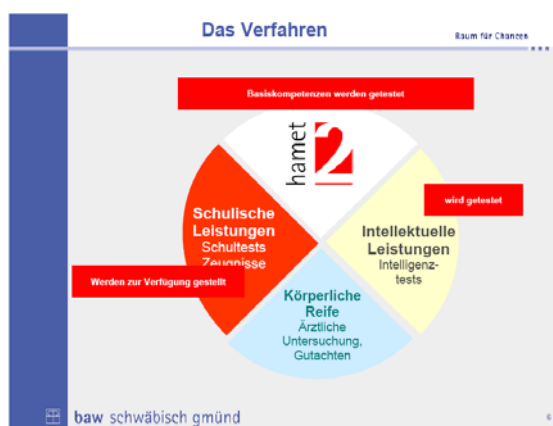 Das Verfahren
Raum für Chancen
Basiskompetenzen werden getestet
hamet 2
wird getestet
Schulische
Leistungen
Schultests
Zeugnisse
Intellektuelle
Leistungen
Intelligenz-
tests
Werden zur Verfügung gestellt
Körperliche
Reife
Ärztliche
Untersuchung,
Gutachten
baw schwäbisch gmünd